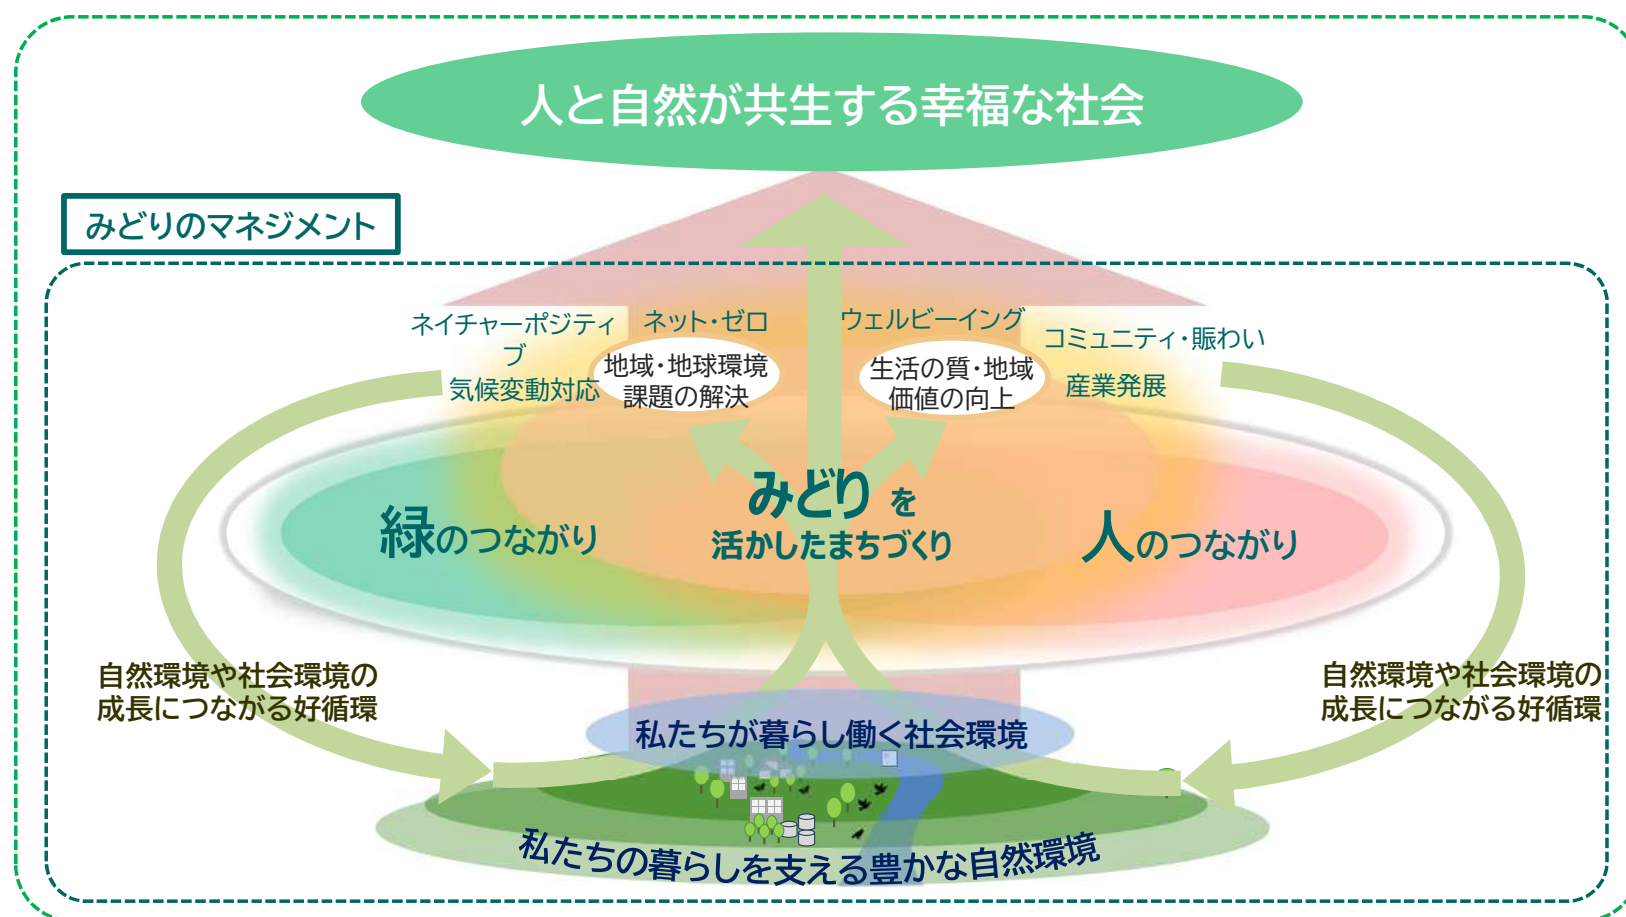 人と自然が共生する幸福な社会
みどりのマネジメント
ネイチャーポジティ
ブ
気候変動対応
ネット・ゼロ
地域・地球環境
課題の解決
ウェルビーイング
生活の質・地域
価値の向上
コミュニティ・賑わい
産業発展
緑のつながり
みどり を
活かしたまちづくり
人のつながり
自然環境や社会環境の
成長につながる好循環
自然環境や社会環境の
成長につながる好循環
私たちが暮らし働く社会環境
私たちの暮らしを支える豊かな自然環境